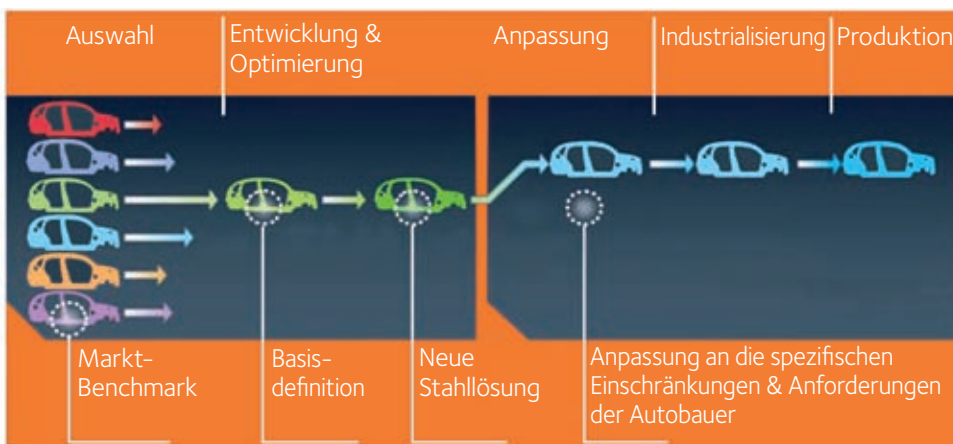 Auswahl
Entwicklung &
Optimierung
Anpassung
Industrialisierung
Produktion
Markt-
Benchmark
Basis-
definition
Neue
Stahllösung
Anpassung an die spezifischen
Einschränkungen & Anforderungen
der Autobauer